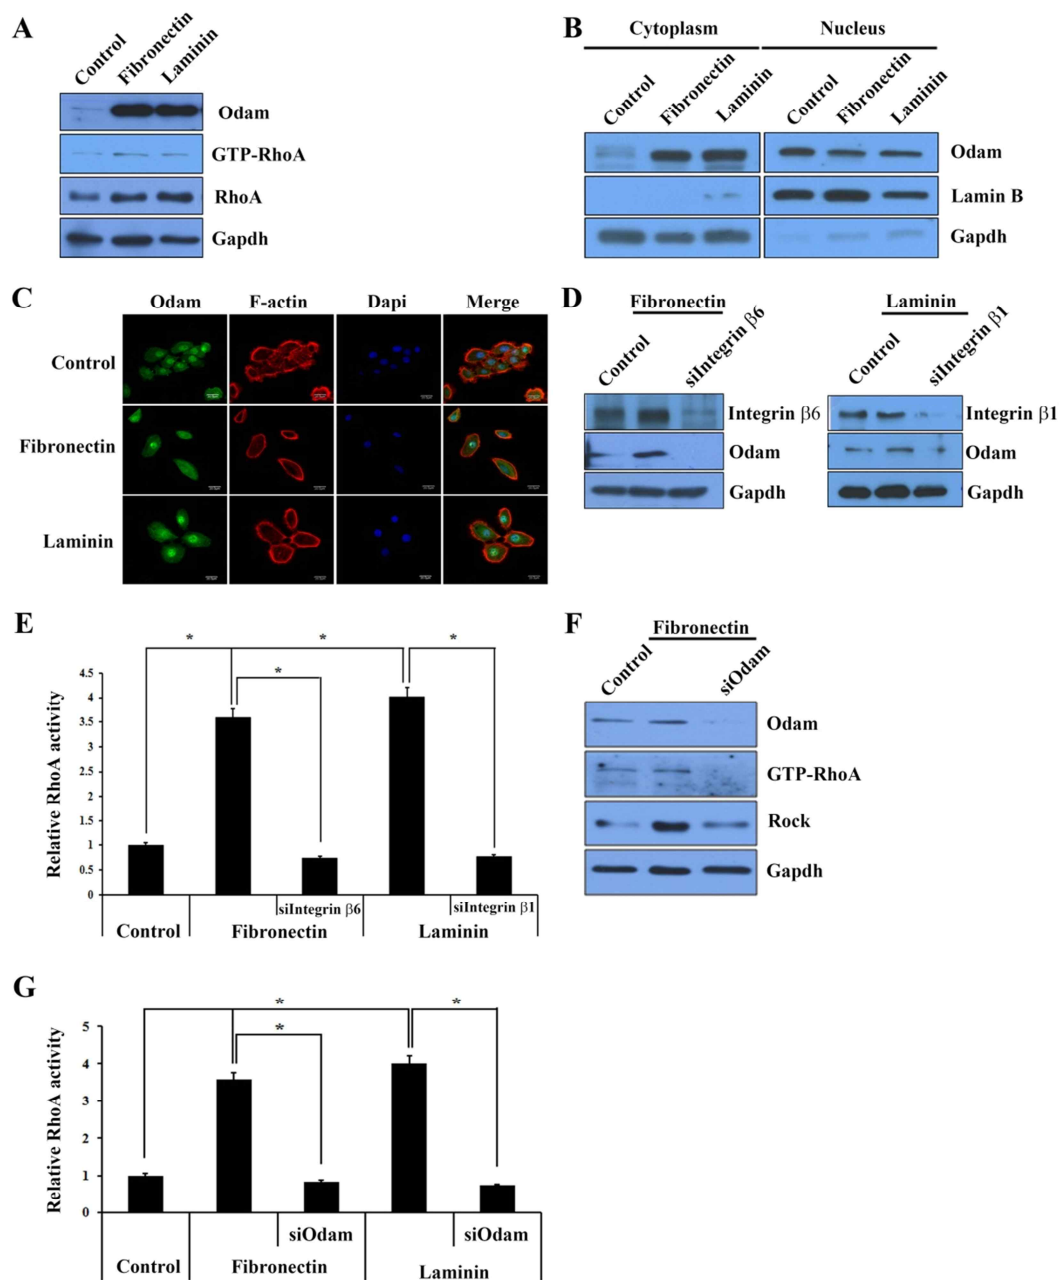 A
Control
Fibronectin
Laminin
Odam
GTP-RhoA
RhoA
Gapdh
B
Cytoplasm
Nucleus
Control
Fibronectin
Laminin
Control
Fibronectin
Laminin
Odam
Lamin B
Gapdh
C
Odam
F-actin
Dapi
Merge
Control
Fibronectin
Laminin
D
Fibronectin
Control
siIntegrin β6
Integrin β6
Odam
Gapdh
Laminin
Control
siIntegrin β1
Integrin β1
Odam
Gapdh
E
* * *
*
Relative RhoA activity
4.5
4
3.5
3
2.5
2
1.5
1
0.5
0
siIntegrin β6 siIntegrin β1
Control Fibronectin Laminin
F
Fibronectin
Control
siOdam
Odam
GTP-RhoA
Rock
Gapdh
G
* *
*
Relative RhoA activity
5
4
3
2
1
0
siOdam siOdam
Control Fibronectin Laminin